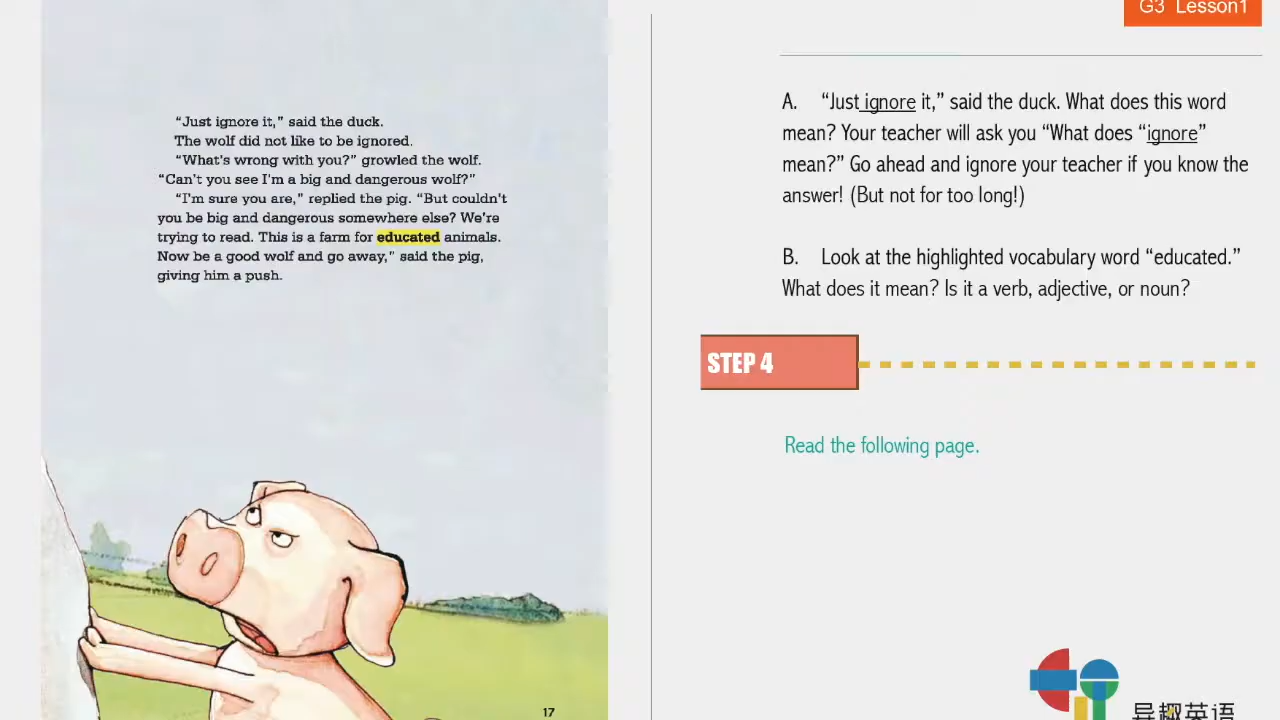 “Just ignore it,” said the duck.
The wolf did not like to be ignored.
“What's wrong with you?” growled the wolf.
“Can't you see I'm a big and dangerous wolf?”
“I'm sure you are,” replied the pig. “But couldn't
you be big and dangerous somewhere else? We're
trying to read. This is a farm for educated animals.
Now be a good wolf and go away,” said the pig,
giving him a push.
17
G3 Lesson1
A. “Just ignore it,” said the duck. What does this word
mean? Your teacher will ask you “What does “ignore”
mean?” Go ahead and ignore your teacher if you know the
answer! (But not for too long!)
B. Look at the highlighted vocabulary word “educated.”
What does it mean? Is it a verb, adjective, or noun?
STEP 4
Read the following page.
异趣英语